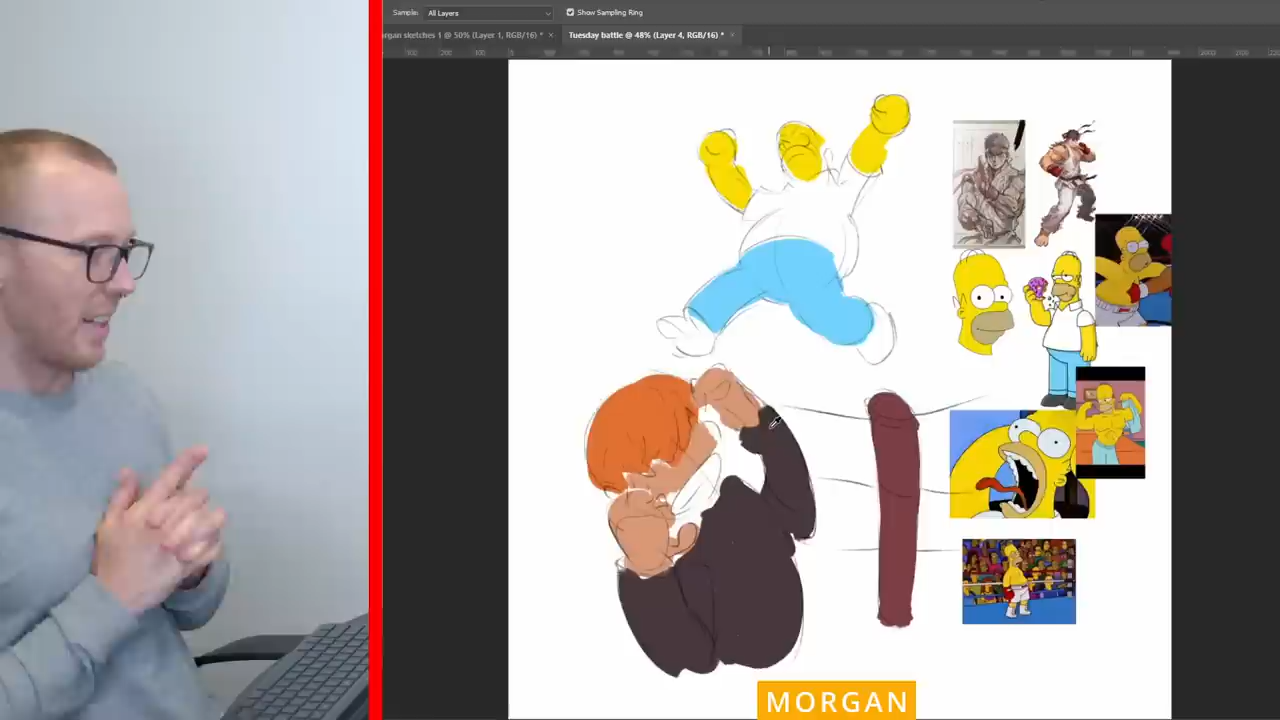 Sample: All Layers Show Sampling Ring
organ sketches 1 @ 50% (Layer 1, RGB/16) * × Tuesday battle @ 48% (Layer 4, RGB/16) * ×
MORGAN